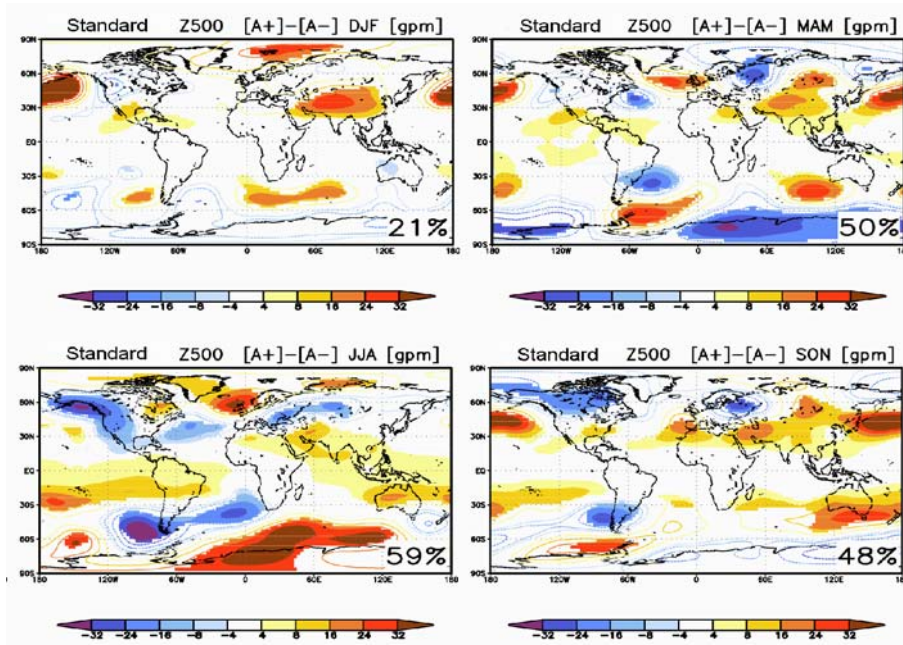 Standard Z500 [A+]-[A-] DJF [gpm]
90N
60N
30N
EQ
30S
60S
90S
21%
180 120W 60W 0 60E 120E 180
-32 -24 -16 -8 -4 4 8 16 24 32
Standard Z500 [A+]-[A-] MAM [gpm]
90N
60N
30N
EQ
30S
60S
90S
50%
180 120W 60W 0 60E 120E 180
-32 -24 -16 -8 -4 4 8 16 24 32
Standard Z500 [A+]-[A-] JJA [gpm]
90N
60N
30N
EQ
30S
60S
90S
59%
180 120W 60W 0 60E 120E 180
-32 -24 -16 -8 -4 4 8 16 24 32
Standard Z500 [A+]-[A-] SON [gpm]
90N
60N
30N
EQ
30S
60S
90S
48%
180 120W 60W 0 60E 120E 180
-32 -24 -16 -8 -4 4 8 16 24 32